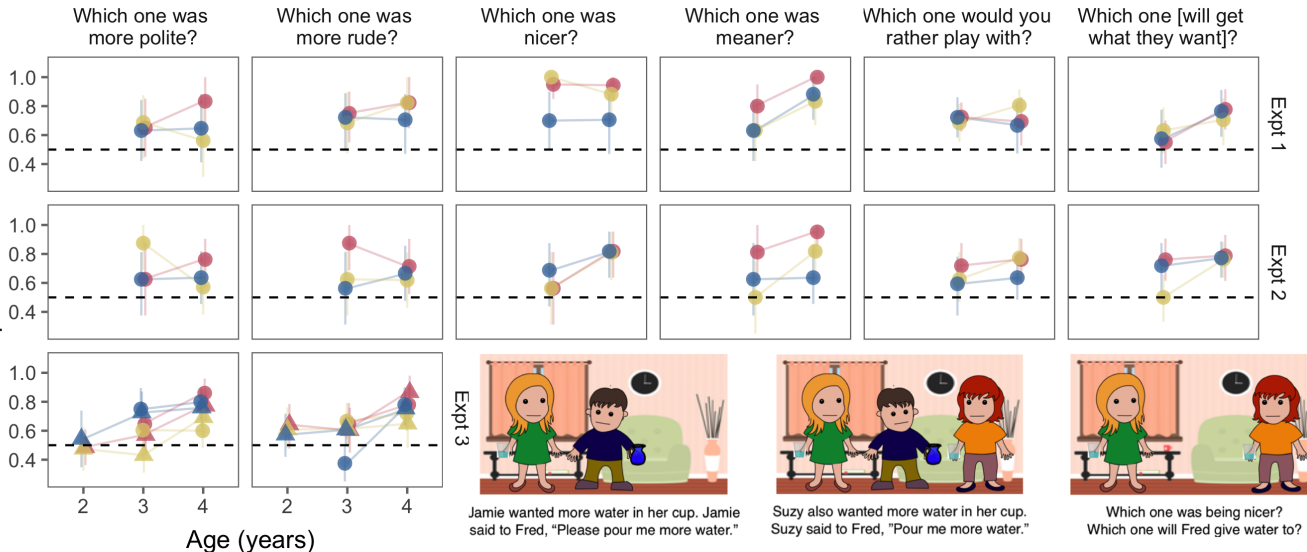 Which one was
more polite?
Which one was
more rude?
Which one was
nicer?
Which one was
meaner?
Which one would you
rather play with?
Which one [will get
what they want]?
1.0
0.8
0.6
0.4
Expt 1
1.0
0.8
0.6
0.4
Expt 2
1.0
0.8
0.6
0.4
2
3
4
2
3
4
Age (years)
Expt 3
Jamie wanted more water in her cup. Jamie
said to Fred, “Please pour me more water.”
Suzy also wanted more water in her cup.
Suzy said to Fred, ”Pour me more water.”
Which one was being nicer?
Which one will Fred give water to?